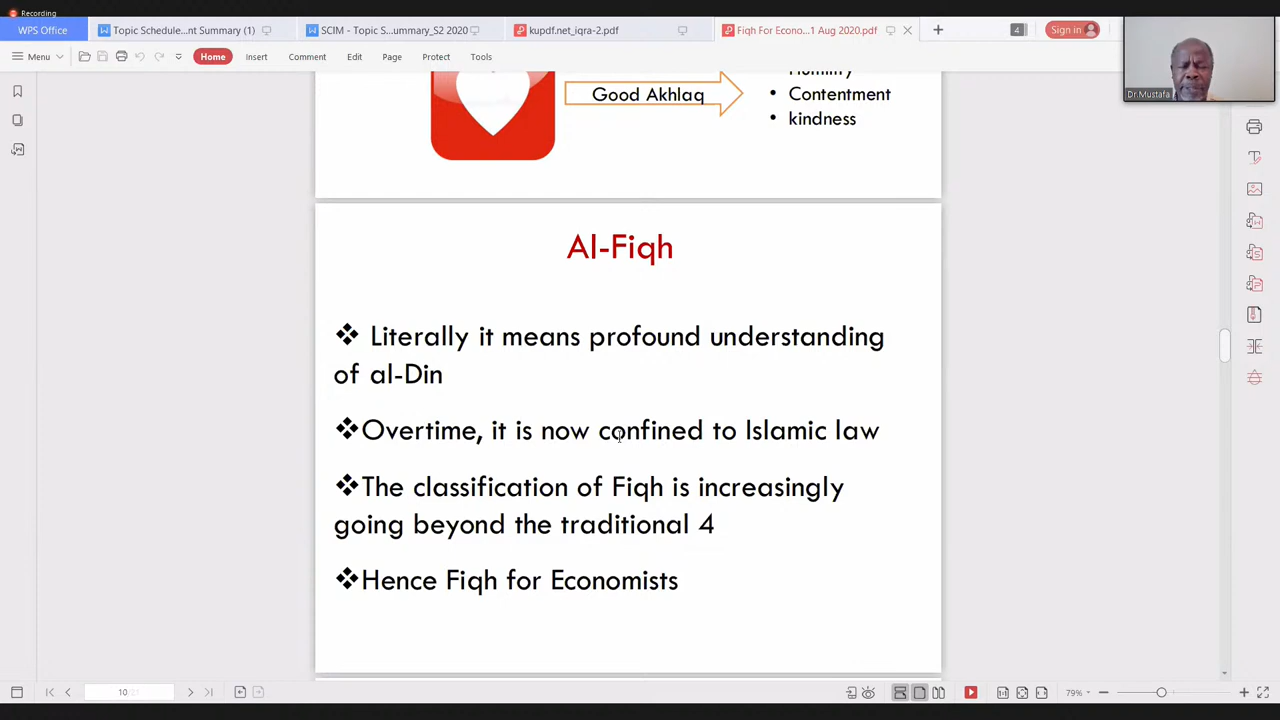 Recording
WPS Office
Topic Schedule...nt Summary (1)
SCIM - Topic S...ummary_S2 2020
kupdf.net_iqra-2.pdf
Fiqh For Econo...1 Aug 2020.pdf
4
Sign in
Menu
Home
Insert
Comment
Edit
Page
Protect
Tools
Dr.Mustafa
Good Akhlaq
• Humility
• Contentment
• kindness
Al-Fiqh
❖ Literally it means profound understanding
of al-Din
❖Overtime, it is now confined to Islamic law
❖The classification of Fiqh is increasingly
going beyond the traditional 4
❖Hence Fiqh for Economists
79%